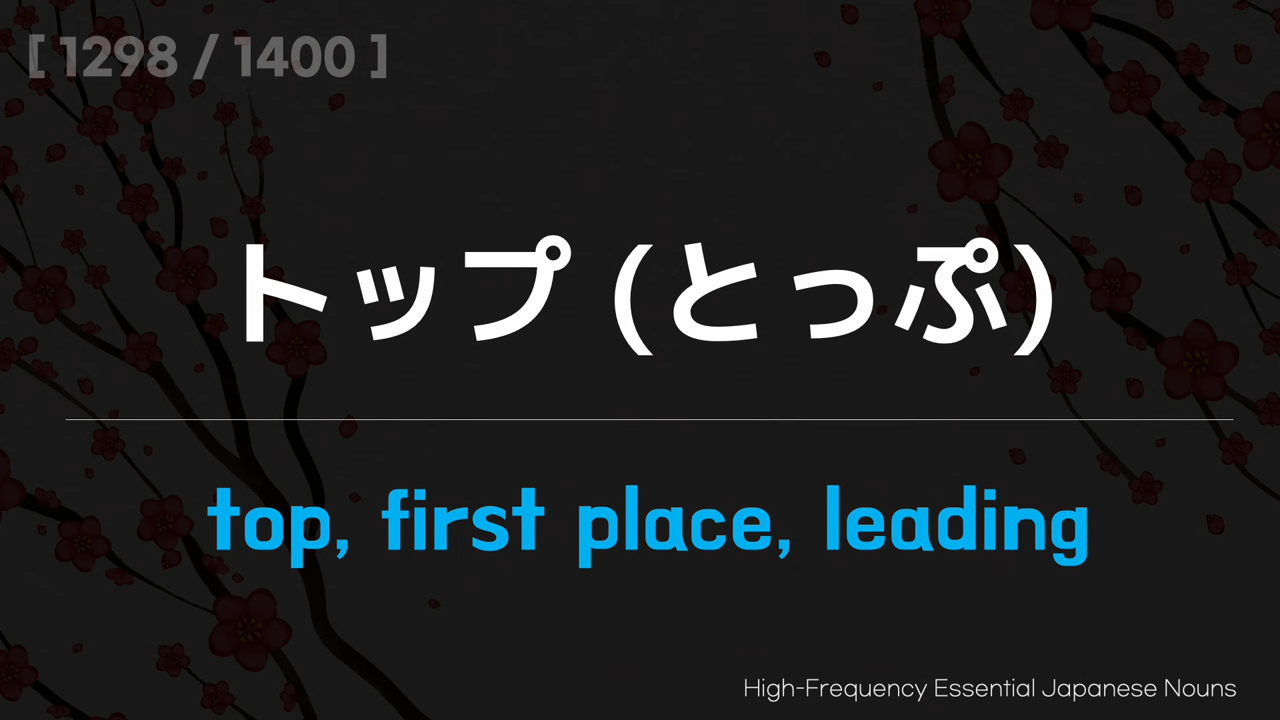 [ 1298 / 1400 ]
トップ (とっぷ)
top, first place, leading
High-Frequency Essential Japanese Nouns